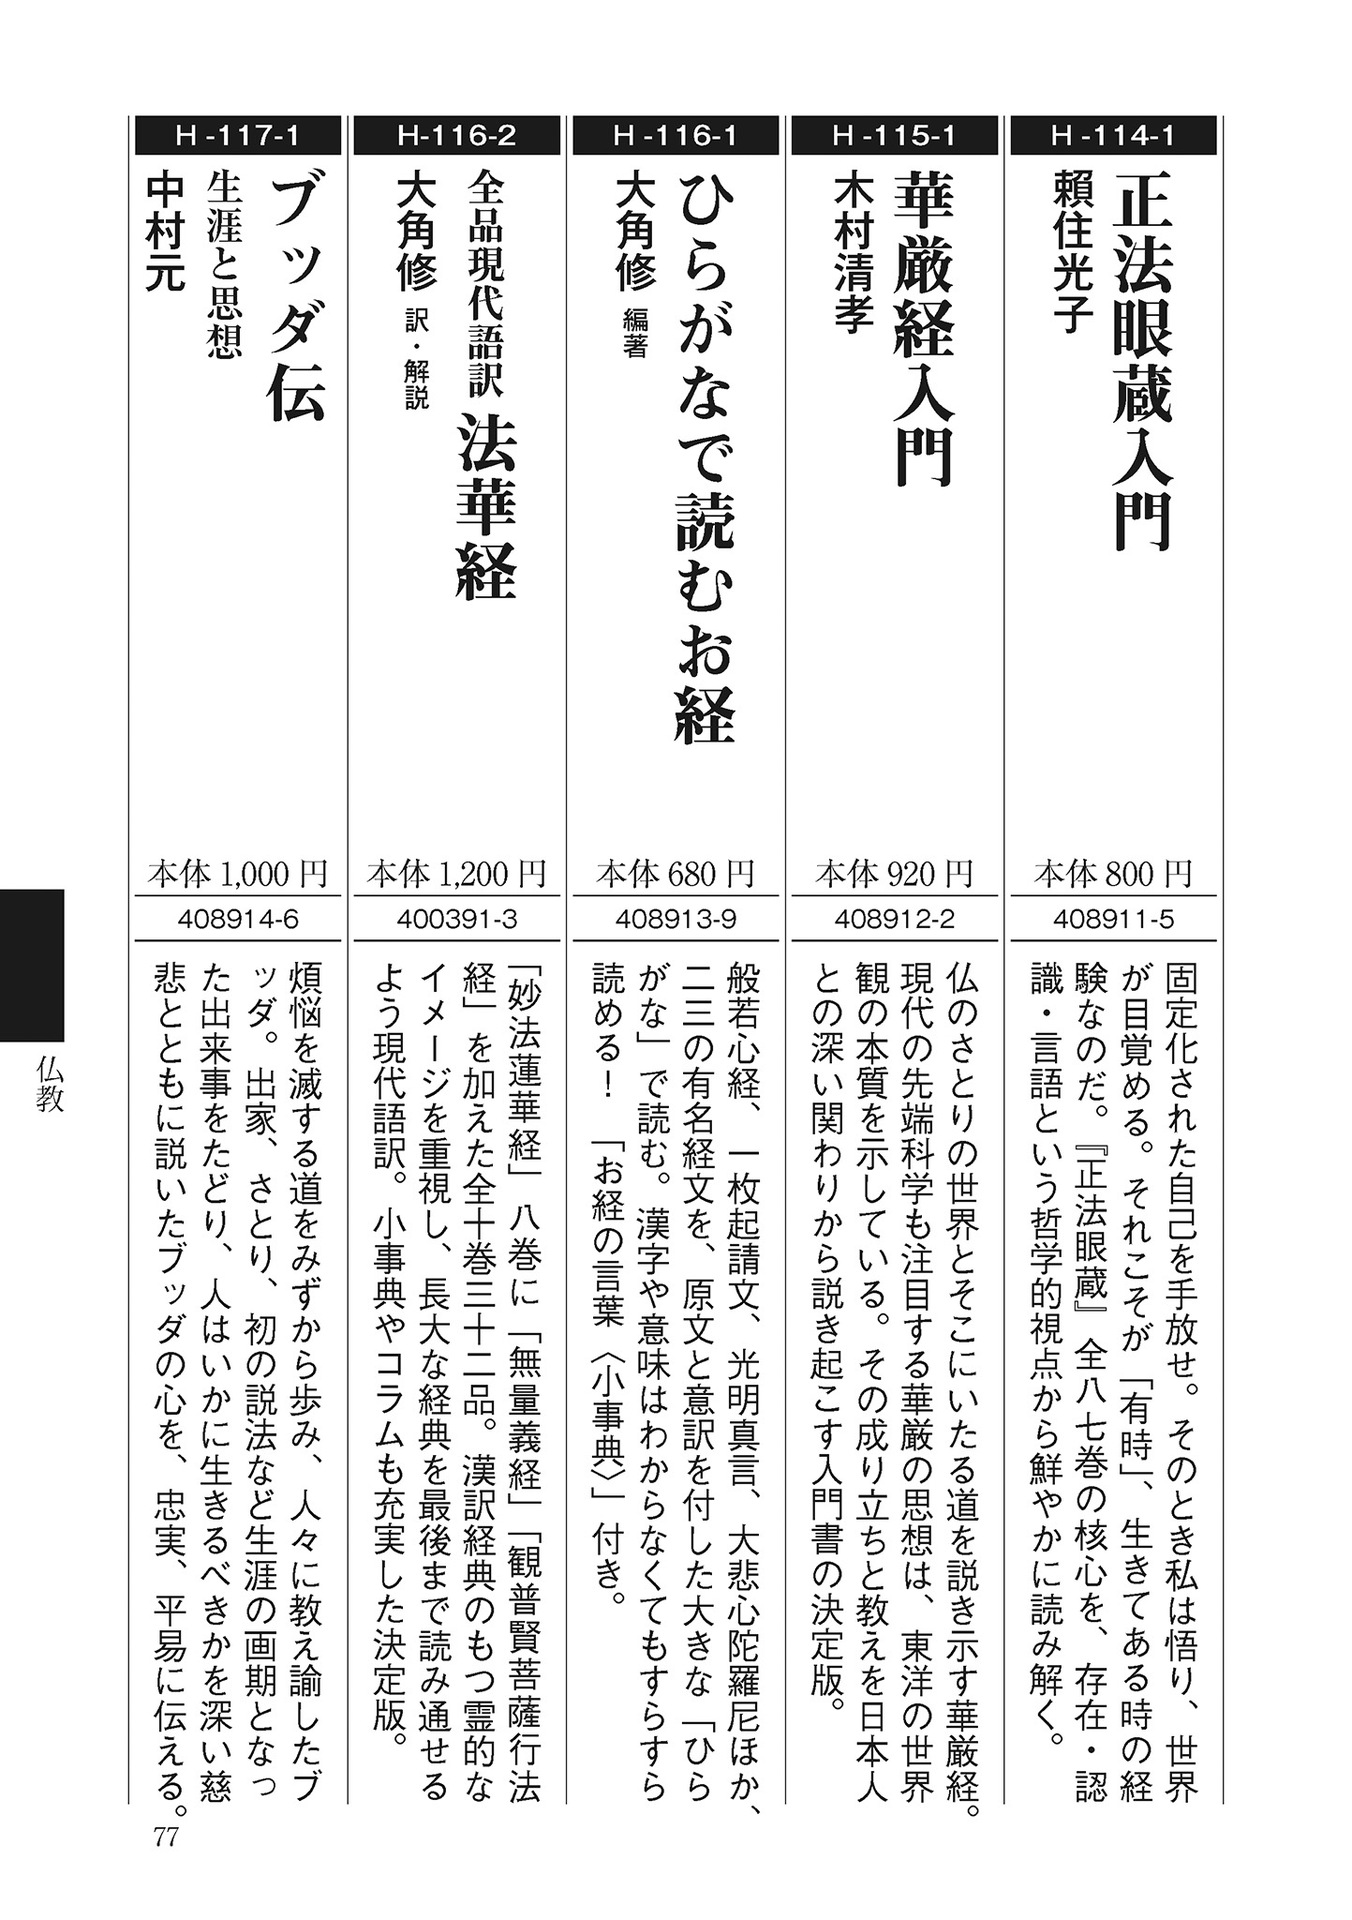 H-114-1
正法眼蔵入門
賴住光子
本体 800 円
408911-5
固定化された自己を手放せ。そのとき私は悟り、世界
が目覚める。それこそが「有時」、生きてある時の経
験なのだ。『正法眼蔵』全八七巻の核心を、存在・認
識・言語という哲学的視点から鮮やかに読み解く。
H-115-1
華厳経入門
木村清孝
本体 920 円
408912-2
仏のさとりの世界とそこにいたる道を説き示す華厳経。
現代の先端科学も注目する華厳の思想は、東洋の世界
観の本質を示している。その成り立ちと教えを日本人
との深い関わりから説き起こす入門書の決定版。
H-116-1
ひらがなで読むお経
大角修 編著
本体 680 円
408913-9
般若心経、一枚起請文、光明真言、大悲心陀羅尼ほか、
二三の有名経文を、原文と意訳を付した大きな「ひら
がな」で読む。漢字や意味はわからなくてもすらすら
読める！「お経の言葉〈小事典〉」付き。
H-116-2
全品現代語訳 法華経
大角修 訳・解説
本体 1,200 円
400391-3
「妙法蓮華経」八巻に「無量義経」「観普賢菩薩行法
経」を加えた全十巻三十二品。漢訳経典のもつ霊的な
イメージを重視し、長大な経典を最後まで読み通せる
よう現代語訳。小事典やコラムも充実した決定版。
H-117-1
ブッダ伝
生涯と思想
中村元
本体 1,000 円
408914-6
煩悩を滅する道をみずから歩み、人々に教え諭したブ
ッダ。出家、さとり、初の説法など生涯の画期となっ
た出来事をたどり、人はいかに生きるべきかを深い慈
悲とともに説いたブッダの心を、忠実、平易に伝える。
仏教
77